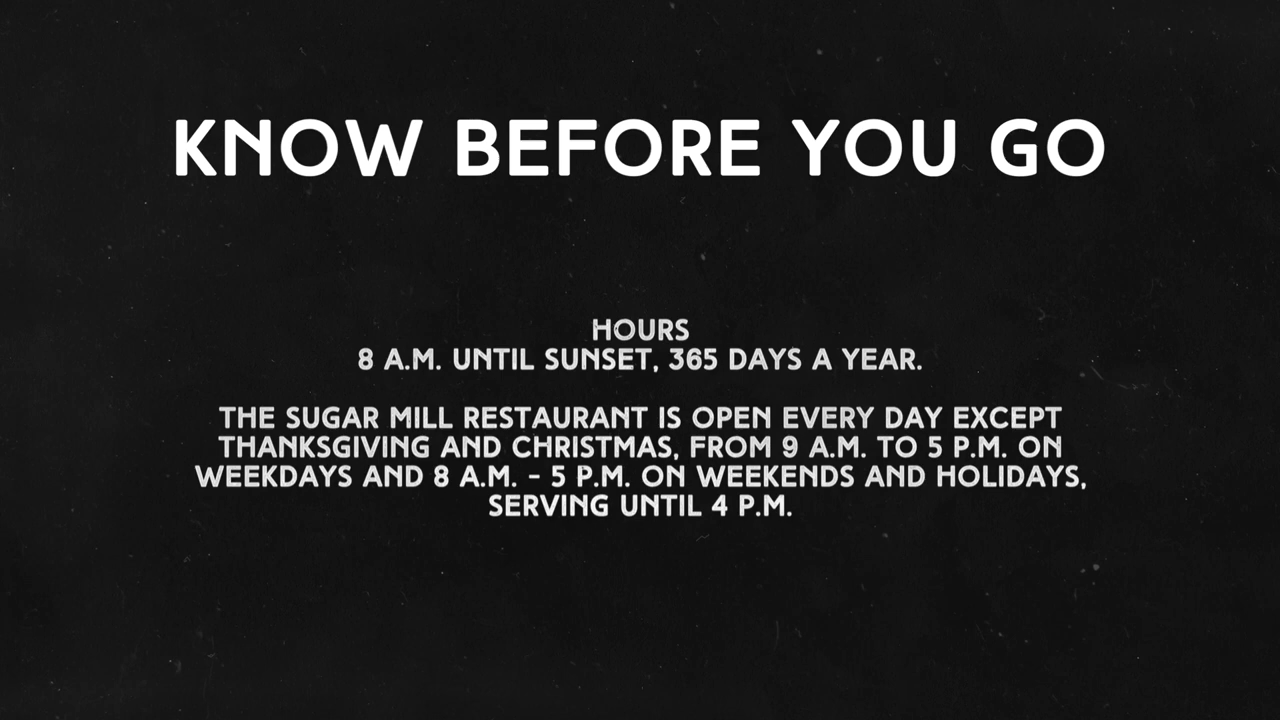 KNOW BEFORE YOU GO
HOURS
8 A.M. UNTIL SUNSET, 365 DAYS A YEAR.
THE SUGAR MILL RESTAURANT IS OPEN EVERY DAY EXCEPT
THANKSGIVING AND CHRISTMAS, FROM 9 A.M. TO 5 P.M. ON
WEEKDAYS AND 8 A.M. - 5 P.M. ON WEEKENDS AND HOLIDAYS,
SERVING UNTIL 4 P.M.